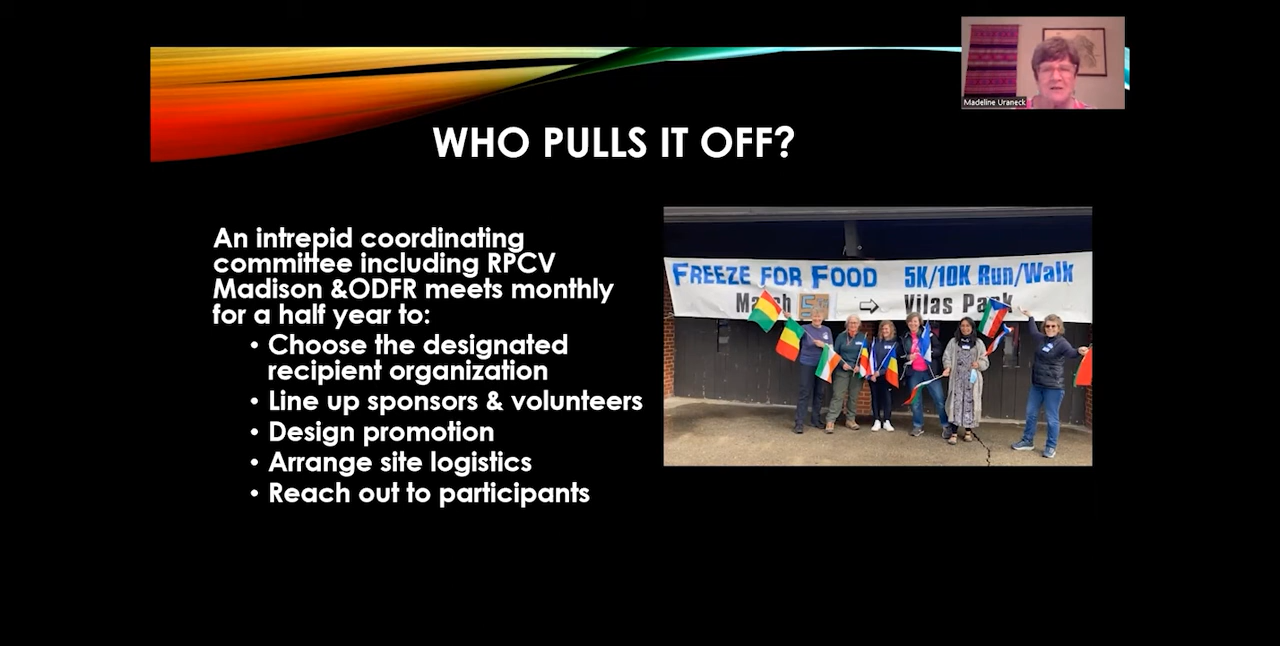 Madeline Uraneck
WHO PULLS IT OFF?
An intrepid coordinating
committee including RPCV
Madison &ODFR meets monthly
for a half year to:
• Choose the designated
recipient organization
• Line up sponsors & volunteers
• Design promotion
• Arrange site logistics
• Reach out to participants
FREEZE FOR FOOD 5K/10K Run/Walk
March ⇨ Vilas Park